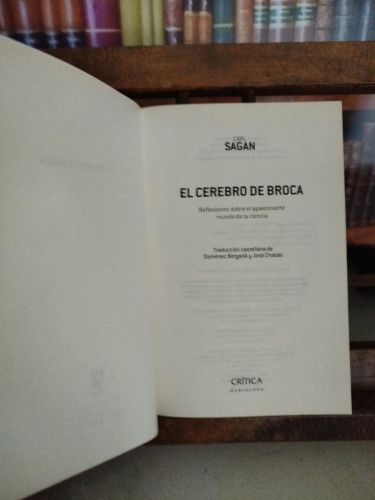 CARL
SAGAN
EL CEREBRO DE BROCA
Reflexiones sobre el apasionante
mundo de la ciencia
Traducción castellana de
Domènec Bergadà y José Chabás
CRÍTICA
BARCELONA